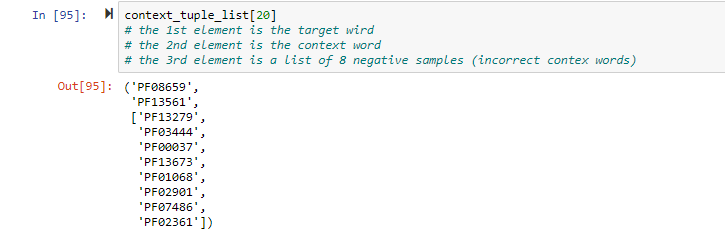 In [95]: context_tuple_list[20]
# the 1st element is the target wird
# the 2nd element is the context word
# the 3rd element is a list of 8 negative samples (incorrect contex words)
Out[95]: ('PF08659',
'PF13561',
['PF13279',
'PF03444',
'PF00037',
'PF13673',
'PF01068',
'PF02901',
'PF07486',
'PF02361'])